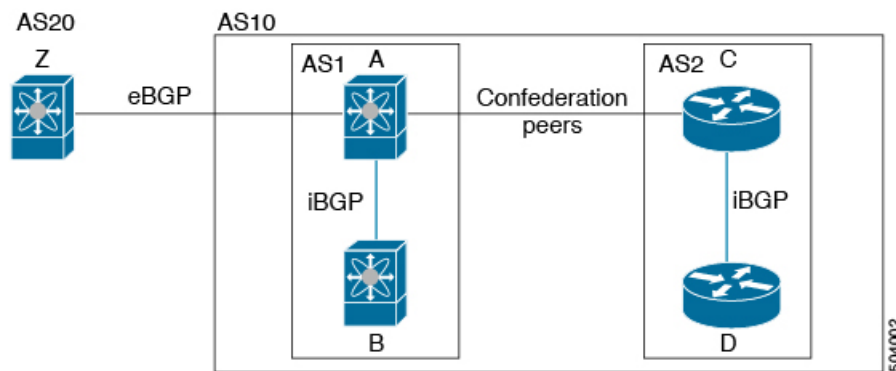 AS20
AS10
Z
AS1
A
AS2
C
eBGP
Confederation
peers
iBGP
iBGP
B
D